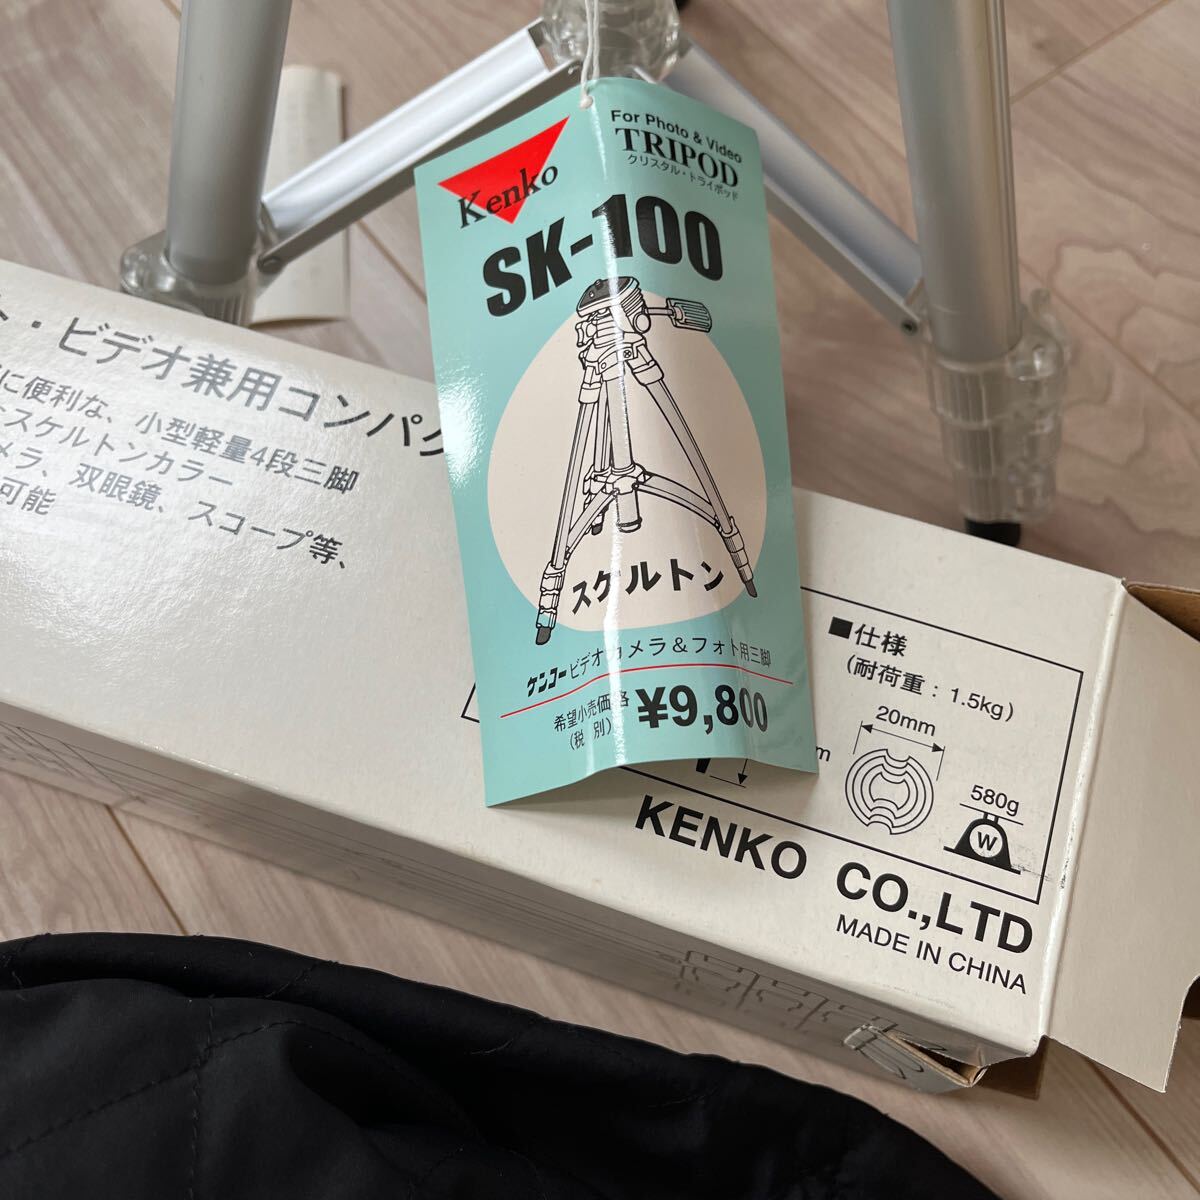 Kenko
For Photo & Video
TRIPOD
クリスタル・トライポッド
SK-100
スケルトン
ケンコービデオカメラ&フォト用三脚
希望小売価格
(税 別)
¥9,800
・ビデオ兼用コンパク
に便利な、小型軽量4段三脚
スケルトンカラー
メラ、双眼鏡、スコープ等、
可能
■仕様
(耐荷重:1.5kg)
20mm
580g
W
KENKO CO.,LTD
MADE IN CHINA